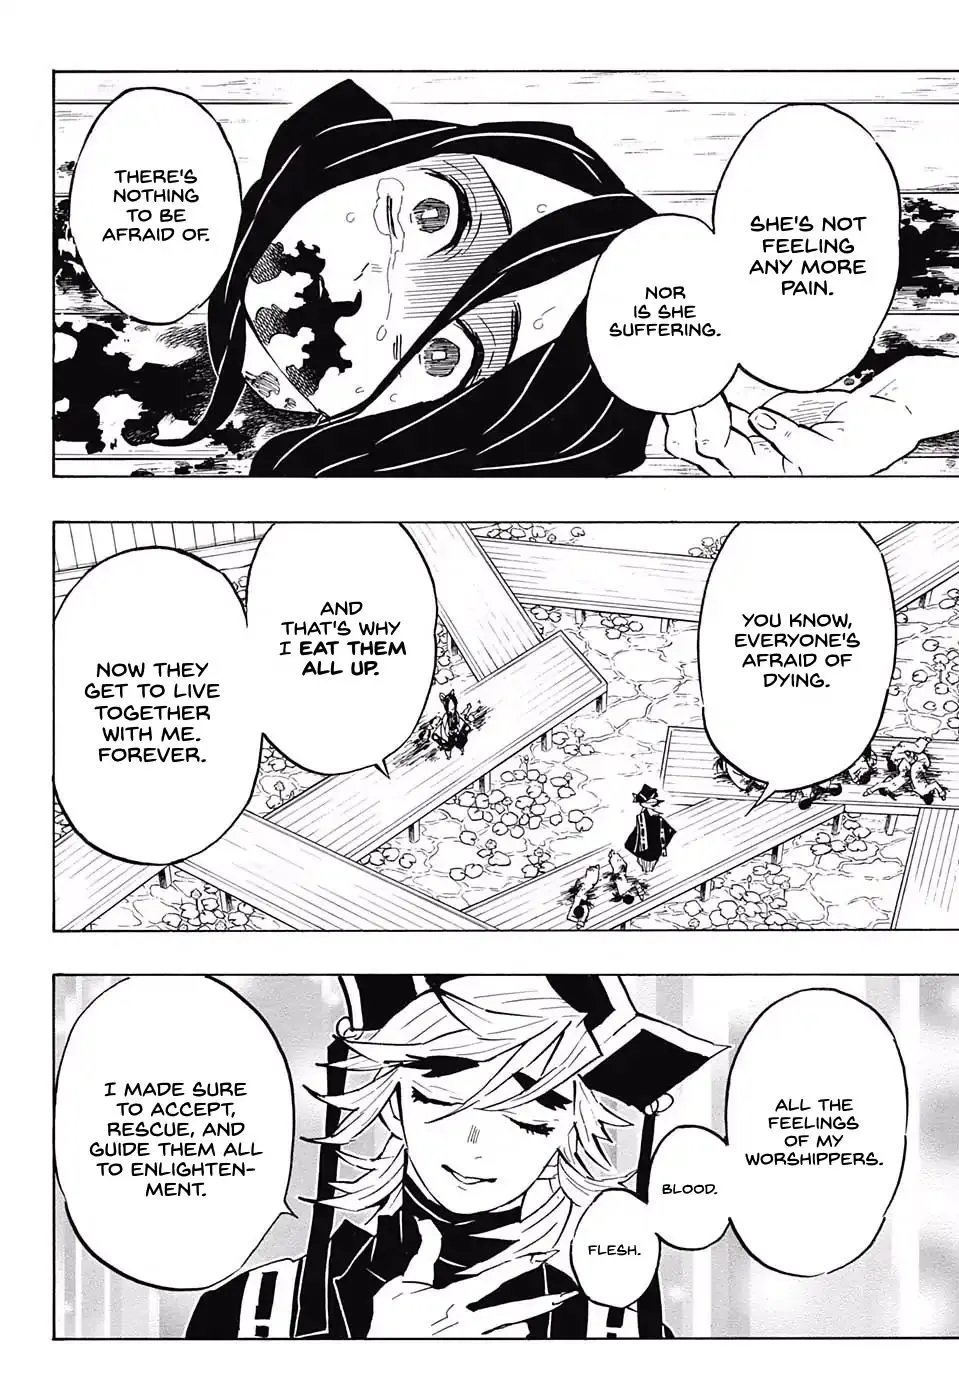 SHE'S NOT
FEELING
ANY MORE
PAIN.
NOR
IS SHE
SUFFERING.
THERE'S
NOTHING
TO BE
AFRAID OF.
YOU KNOW,
EVERYONE'S
AFRAID OF
DYING.
AND
THAT'S WHY
I EAT THEM
ALL UP.
NOW THEY
GET TO LIVE
TOGETHER
WITH ME.
FOREVER.
ALL THE
FEELINGS
OF MY
WORSHIPPERS.
BLOOD.
FLESH.
I MADE SURE
TO ACCEPT,
RESCUE, AND
GUIDE THEM ALL
TO ENLIGHTEN-
MENT.